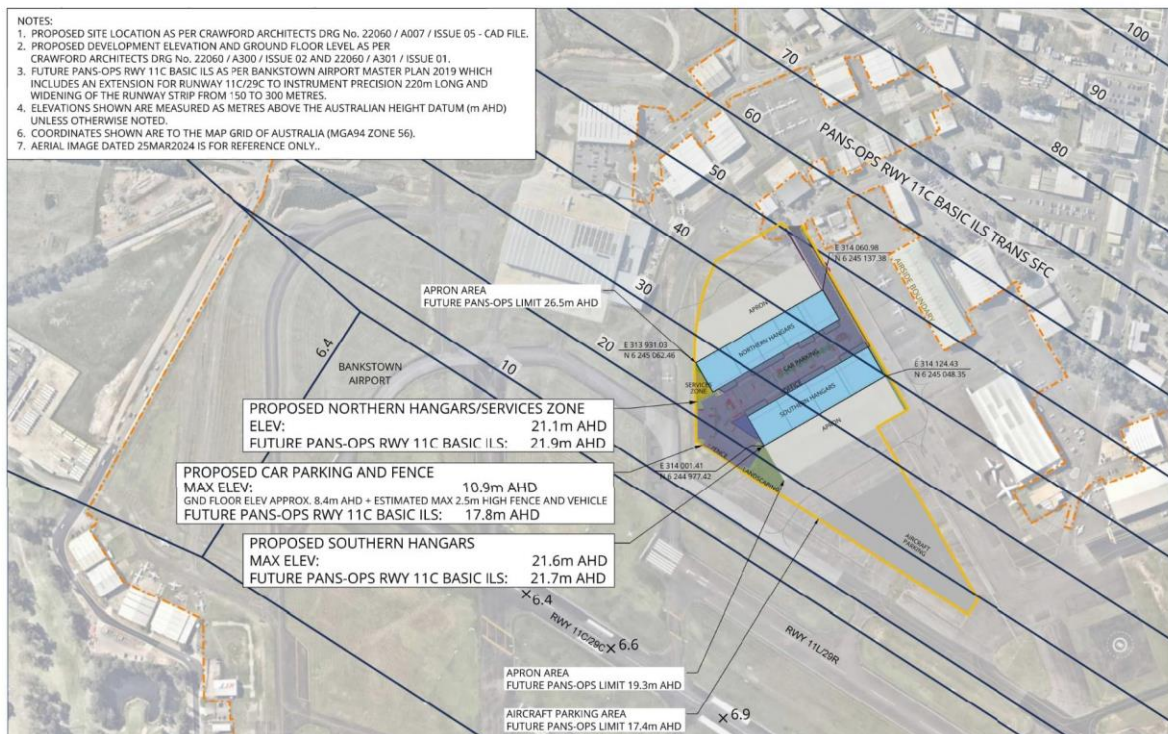 NOTES:
1. PROPOSED SITE LOCATION AS PER CRAWFORD ARCHITECTS DRG No. 22060 / A007 / ISSUE 05 - CAD FILE.
2. PROPOSED DEVELOPMENT ELEVATION AND GROUND FLOOR LEVEL AS PER
CRAWFORD ARCHITECTS DRG No. 22060 / A300 / ISSUE 02 AND 22060 / A301 / ISSUE 01.
3. FUTURE PANS-OPS RWY 11C BASIC ILS AS PER BANKSTOWN AIRPORT MASTER PLAN 2019 WHICH
INCLUDES AN EXTENSION FOR RUNWAY 11C/29C TO INSTRUMENT PRECISION 220m LONG AND
WIDENING OF THE RUNWAY STRIP FROM 150 TO 300 METRES.
4. ELEVATIONS SHOWN ARE MEASURED AS METRES ABOVE THE AUSTRALIAN HEIGHT DATUM (m AHD)
UNLESS OTHERWISE NOTED.
6. COORDINATES SHOWN ARE TO THE MAP GRID OF AUSTRALIA (MGA94 ZONE 56).
7. AERIAL IMAGE DATED 25MAR2024 IS FOR REFERENCE ONLY..
100
90
80
70
60
50
40
30
20
10
PANS-OPS RWY 11C BASIC ILS TRANS SFC
AIRSIDE BOUNDARY
E 314 060.98
N 6 245 137.38
APRON AREA
FUTURE PANS-OPS LIMIT 26.5m AHD
APRON
NORTHERN HANGARS
CAR PARKING
OFFICE
SOUTHERN HANGARS
APRON
E 313 931.03
N 6 245 062.46
E 314 124.43
N 6 245 048.35
SERVICES
ZONE
6.4
BANKSTOWN
AIRPORT
PROPOSED NORTHERN HANGARS/SERVICES ZONE
ELEV: 21.1m AHD
FUTURE PANS-OPS RWY 11C BASIC ILS: 21.9m AHD
FENCE
LANDSCAPING
E 314 001.41
N 6 244 977.42
PROPOSED CAR PARKING AND FENCE
MAX ELEV: 10.9m AHD
GND FLOOR ELEV APPROX. 8.4m AHD + ESTIMATED MAX 2.5m HIGH FENCE AND VEHICLE
FUTURE PANS-OPS RWY 11C BASIC ILS: 17.8m AHD
PROPOSED SOUTHERN HANGARS
MAX ELEV: 21.6m AHD
FUTURE PANS-OPS RWY 11C BASIC ILS: 21.7m AHD
AIRCRAFT
PARKING
6.4
RWY 11C/29C
6.6
RWY 11L/29R
APRON AREA
FUTURE PANS-OPS LIMIT 19.3m AHD
AIRCRAFT PARKING AREA
FUTURE PANS-OPS LIMIT 17.4m AHD
6.9